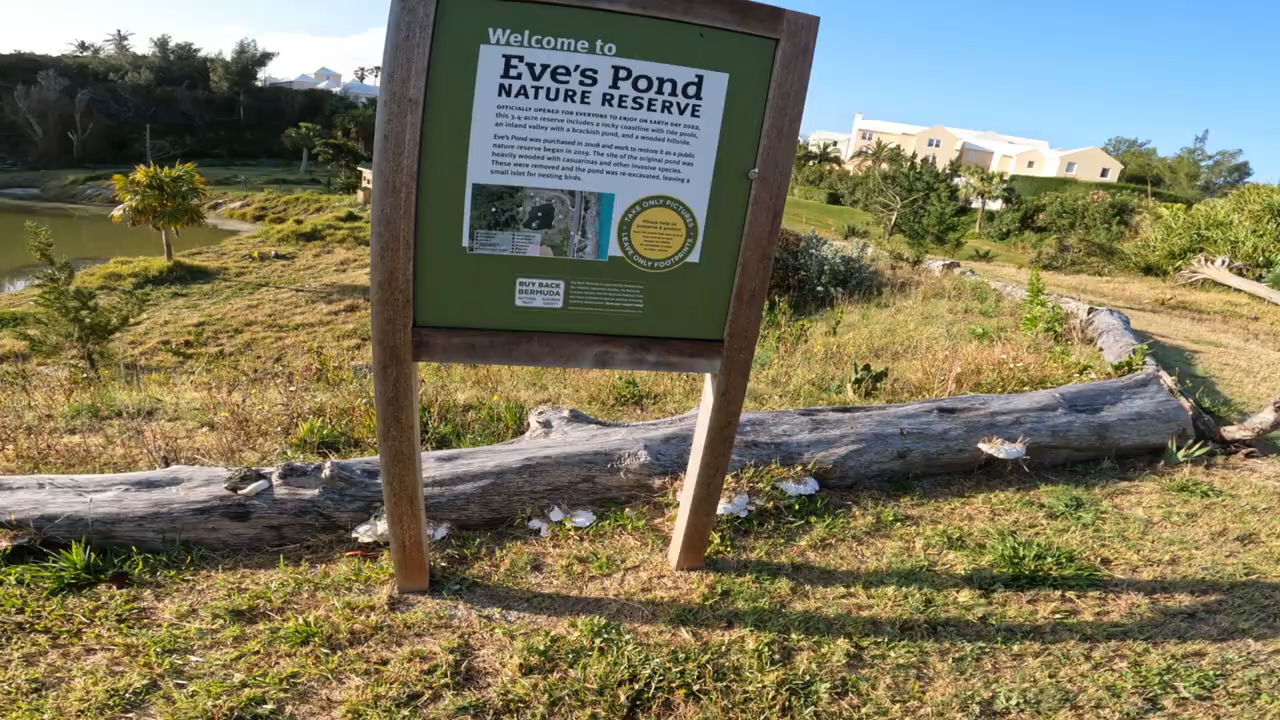 Welcome to
Eve's Pond
NATURE RESERVE
OFFICIALLY OPENED FOR EVERYONE TO ENJOY ON EARTH DAY 2022,
this 3.4-acre reserve includes a rocky coastline with tide pools,
an inland valley with a brackish pond, and a wooded hillside.
Eve's Pond was purchased in 2008 and work to restore it as a public
nature reserve began in 2019. The site of the original pond was
heavily wooded with casuarinas and other invasive species.
These were removed and the pond was re-excavated, leaving a
small islet for nesting birds.
TAKE ONLY PICTURES
Please help us
preserve & protect
LEAVE ONLY FOOTPRINTS
BUY BACK
BERMUDA